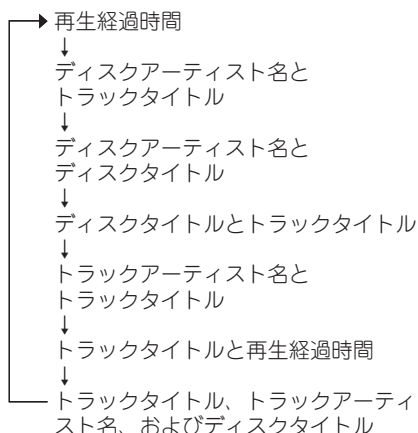 再生経過時間
↓
ディスクアーティスト名と
トラックタイトル
↓
ディスクアーティスト名と
ディスクタイトル
↓
ディスクタイトルとトラックタイトル
↓
トラックアーティスト名と
トラックタイトル
↓
トラックタイトルと再生経過時間
↓
トラックタイトル、トラックアーティ
スト名、およびディスクタイトル